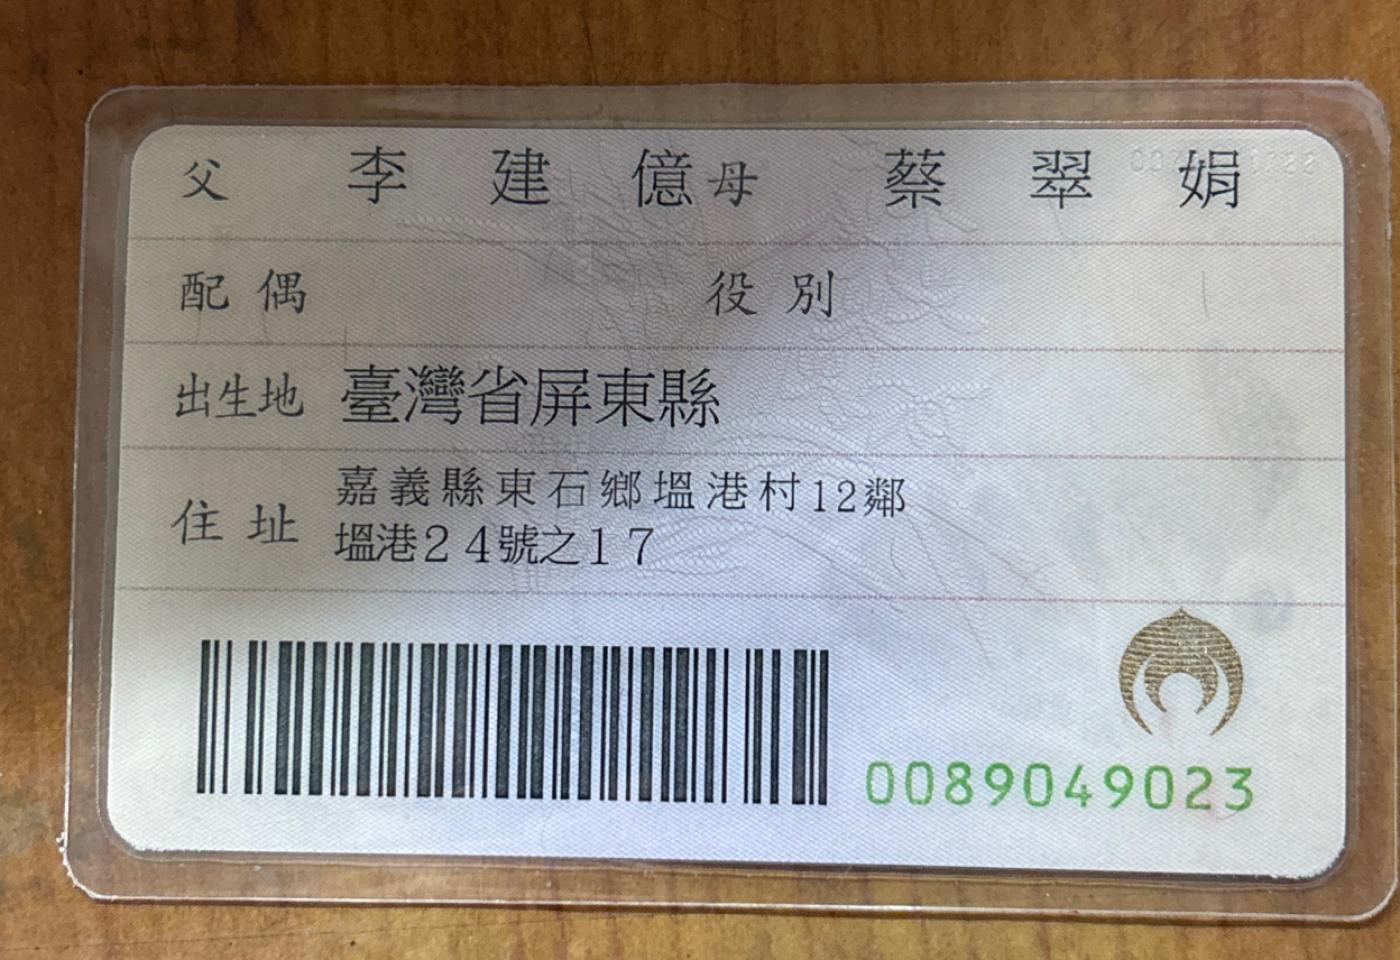 父 李建億 母 蔡翠娟
配偶 役別
出生地 臺灣省屏東縣
住址 嘉義縣東石鄉塭港村12鄰
塭港24號之17
0089049023